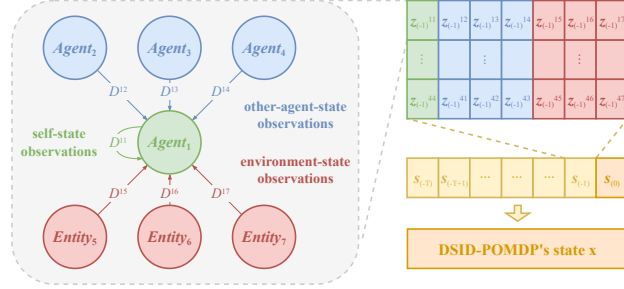 Agent₂ Agent₃ Agent₄
D¹² D¹³ D¹⁴
other-agent-state
observations
self-state
observations
D¹¹
Agent₁
environment-state
observations
D¹⁵ D¹⁶ D¹⁷
Entity₅ Entity₆ Entity₇
z₍₋₁₎¹¹ z₍₋₁₎¹² z₍₋₁₎¹³ z₍₋₁₎¹⁴ z₍₋₁₎¹⁵ z₍₋₁₎¹⁶ z₍₋₁₎¹⁷
⋮ ⋮ ⋮
z₍₋₁₎⁴⁴ z₍₋₁₎⁴¹ z₍₋₁₎⁴² z₍₋₁₎⁴³ z₍₋₁₎⁴⁵ z₍₋₁₎⁴⁶ z₍₋₁₎⁴⁷
s₍₋T₎ s₍₋T₊₁₎ ... ... ... s₍₋₁₎ s₍₀₎
DSID-POMDP's state x